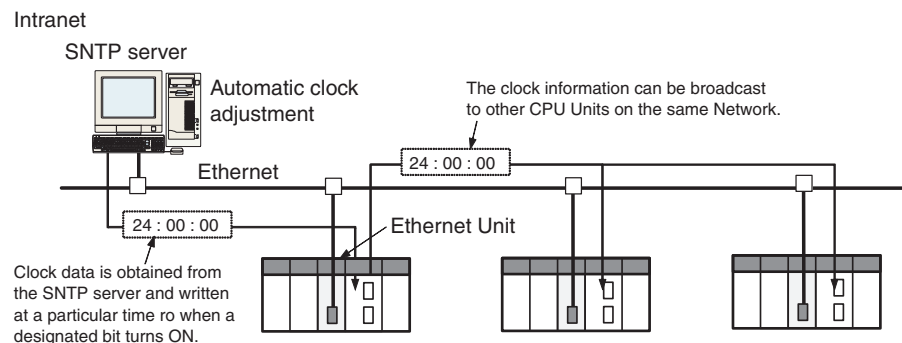 Intranet
SNTP server
Automatic clock
adjustment
The clock information can be broadcast
to other CPU Units on the same Network.
24 : 00 : 00
Ethernet
24 : 00 : 00
Ethernet Unit
Clock data is obtained from
the SNTP server and written
at a particular time ro when a
designated bit turns ON.